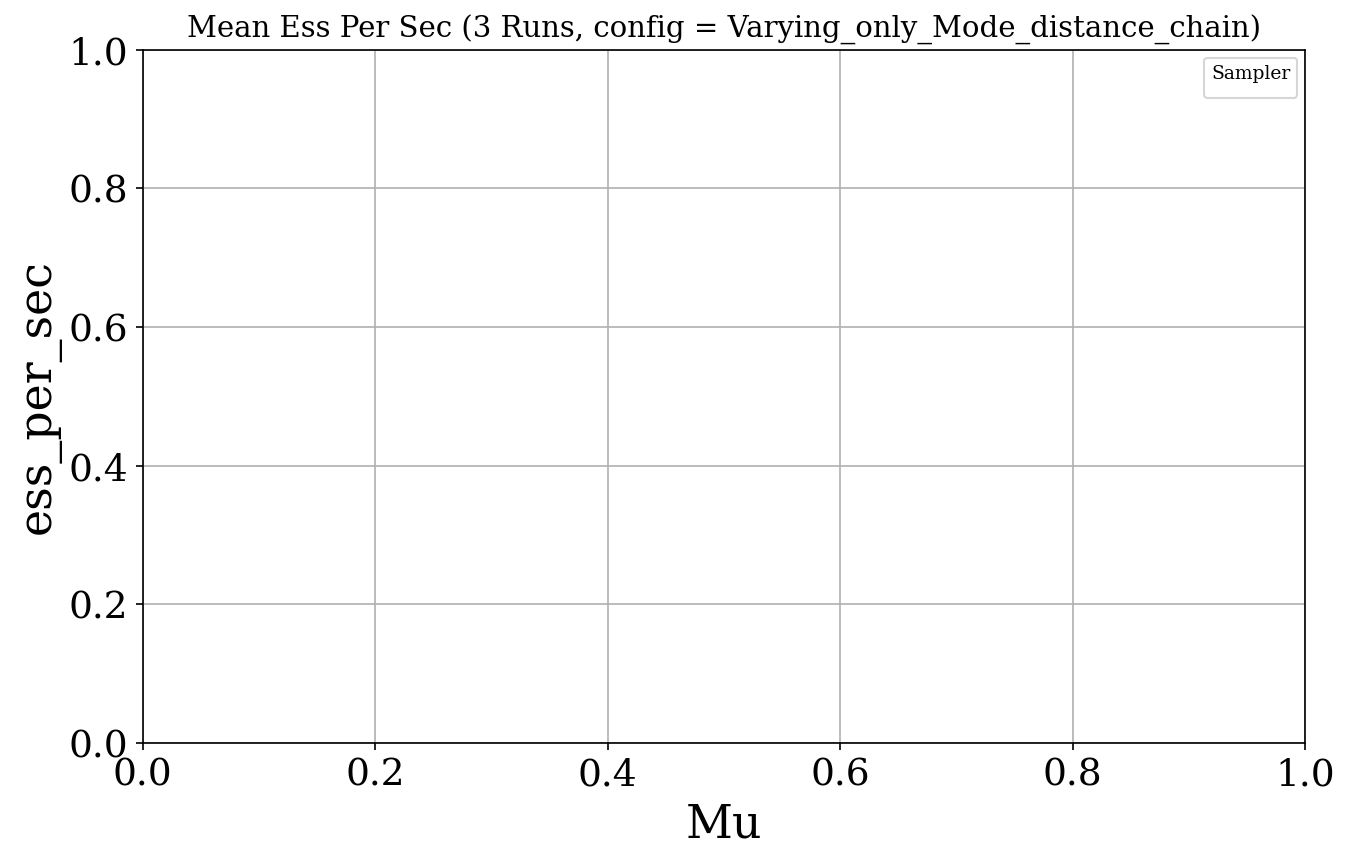 Mean Ess Per Sec (3 Runs, config = Varying_only_Mode_distance_chain)
Sampler
ess_per_sec
1.0
0.8
0.6
0.4
0.2
0.0
0.0 0.2 0.4 0.6 0.8 1.0
Mu